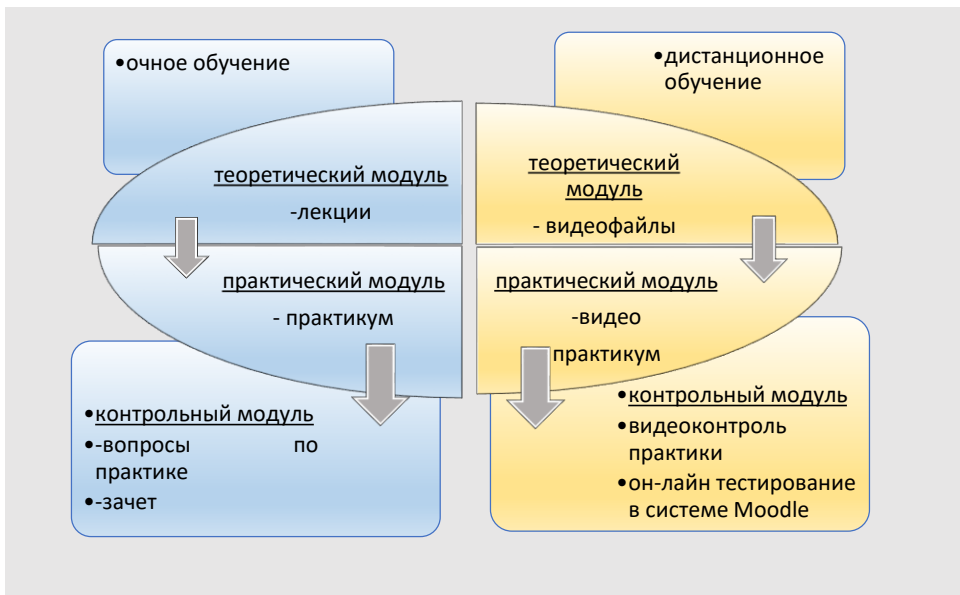 •очное обучение
теоретический модуль
-лекции
практический модуль
- практикум
•контрольный модуль
•-вопросы по
практике
•-зачет
•дистанционное
обучение
теоретический
модуль
- видеофайлы
практический модуль
-видео
практикум
•контрольный модуль
•видеоконтроль
практики
•он-лайн тестирование
в системе Moodle